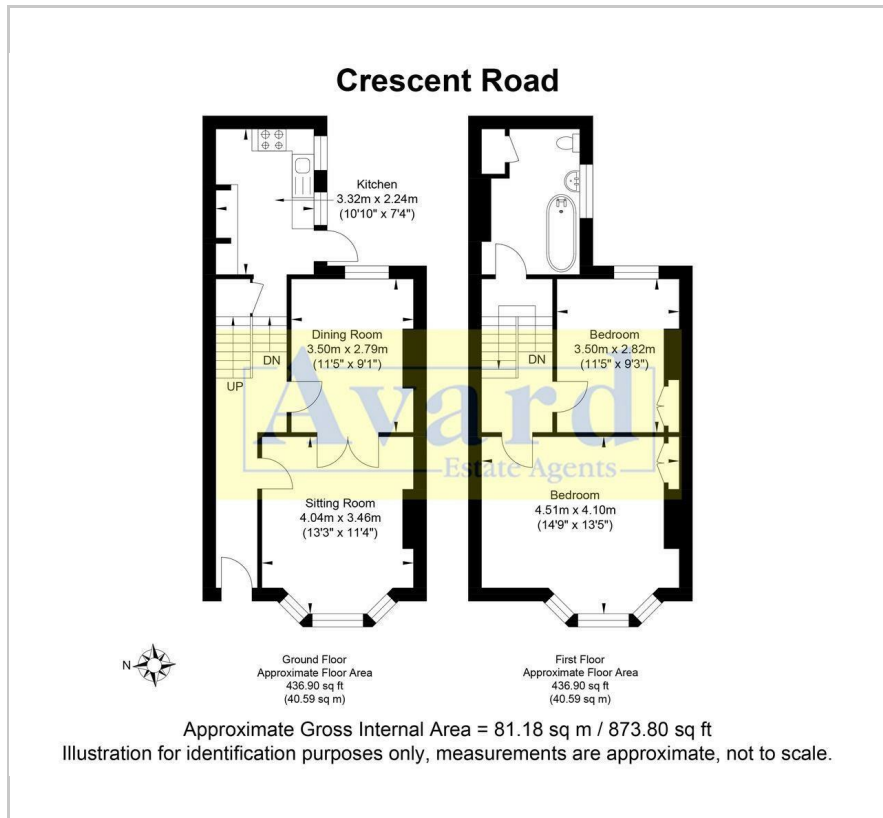 Crescent Road
Kitchen
3.32m x 2.24m
(10'10" x 7'4")
Dining Room
3.50m x 2.79m
(11'5" x 9'1")
DN
UP
Sitting Room
4.04m x 3.46m
(13'3" x 11'4")
Bedroom
3.50m x 2.82m
(11'5" x 9'3")
DN
Bedroom
4.51m x 4.10m
(14'9" x 13'5")
Avard
Estate Agents
N
Ground Floor
Approximate Floor Area
436.90 sq ft
(40.59 sq m)
First Floor
Approximate Floor Area
436.90 sq ft
(40.59 sq m)
Approximate Gross Internal Area = 81.18 sq m / 873.80 sq ft
Illustration for identification purposes only, measurements are approximate, not to scale.